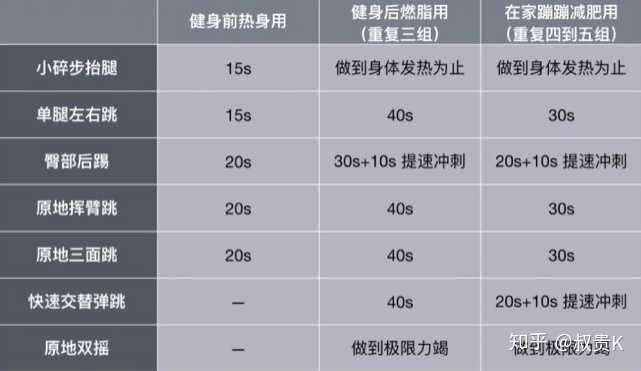 健身前热身用 健身后燃脂用 在家蹦蹦减肥用
（重复三组） （重复四到五组）
小碎步抬腿 15s 做到身体发热为止 做到身体发热为止
单腿左右跳 15s 40s 30s
臀部后踢 20s 30s+10s 提速冲刺 20s+10s 提速冲刺
原地挥臂跳 20s 40s 30s
原地三面跳 20s 40s 30s
快速交替弹跳 — 40s 20s+10s 提速冲刺
原地双摇 — 做到极限力竭 做到极限力竭
知乎 @叔贵K